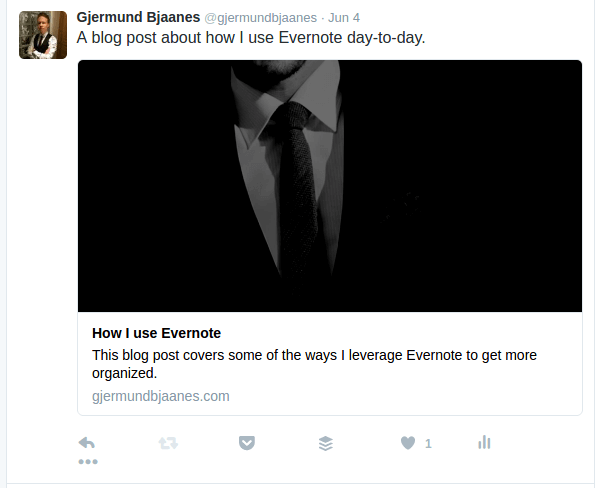 Gjermund Bjaanes @gjermundbjaanes · Jun 4
A blog post about how I use Evernote day-to-day.
How I use Evernote
This blog post covers some of the ways I leverage Evernote to get more
organized.
gjermundbjaanes.com
1